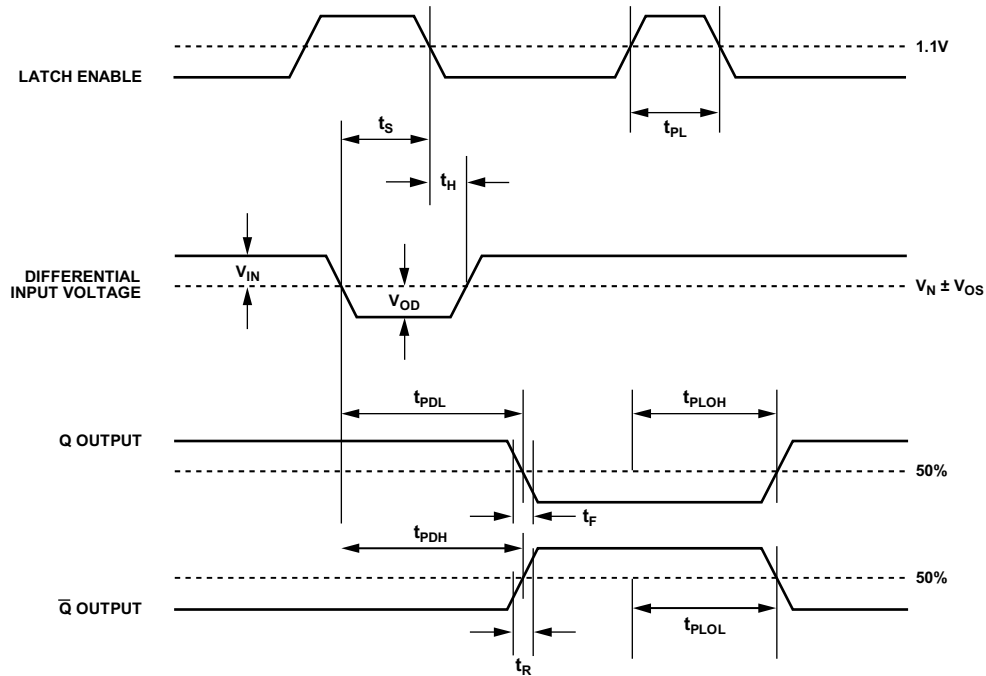 1.1V
LATCH ENABLE
tS
tPL
tH
DIFFERENTIAL
INPUT VOLTAGE
VIN
VOD
VN ± VOS
tPDL
tPLOH
Q OUTPUT
50%
tF
tPDH
50%
Q̅ OUTPUT
tPLOL
tR